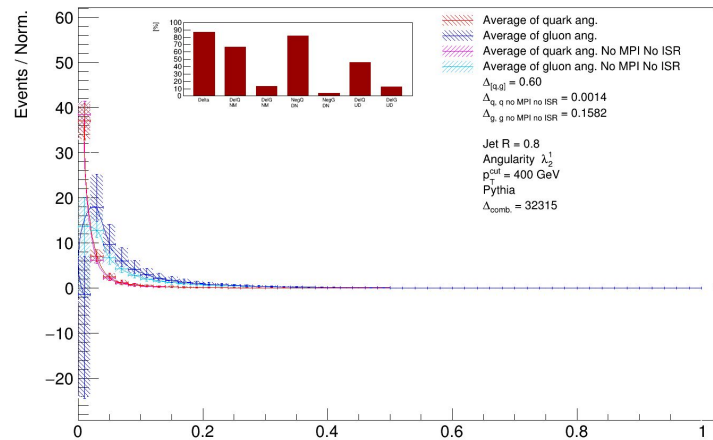 Events / Norm.
60
50
40
30
20
10
0
−10
−20
0
0.2
0.4
0.6
0.8
1
[%]
100
90
80
70
60
50
40
30
20
10
0
Delta
DelQ NM
DelG NM
NegG DN
NegQ DN
DelG UD
DelQ UD
Average of quark ang.
Average of gluon ang.
Average of quark ang. No MPI No ISR
Average of gluon ang. No MPI No ISR
Δ[q,g] = 0.60
Δq, q no MPI no ISR = 0.0014
Δg, g no MPI no ISR = 0.1582
Jet R = 0.8
Angularity λ¹₂
pTcut = 400 GeV
Pythia
Δcomb. = 32315